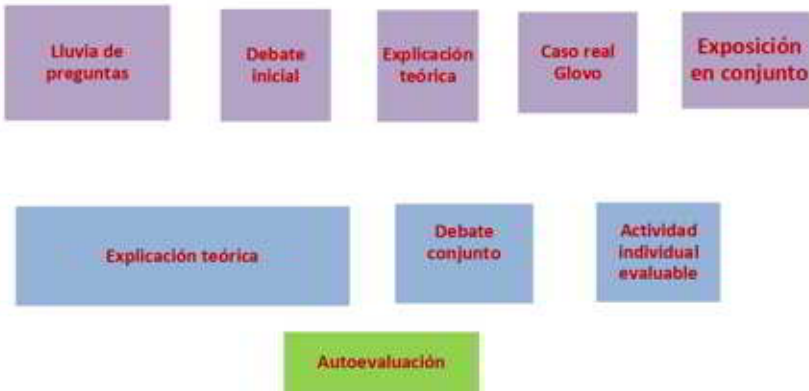 Lluvia de
preguntas
Debate
inicial
Explicación
teórica
Caso real
Glovo
Exposición
en conjunto
Explicación teórica
Debate
conjunto
Actividad
individual
evaluable
Autoevaluación